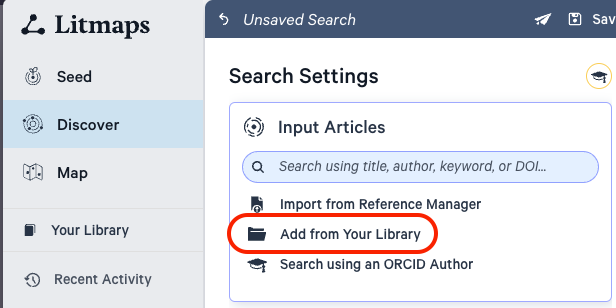 Litmaps
Seed
Discover
Map
Your Library
Recent Activity
Unsaved Search
Sav
Search Settings
Input Articles
Search using title, author, keyword, or DOI...
Import from Reference Manager
Add from Your Library
Search using an ORCID Author